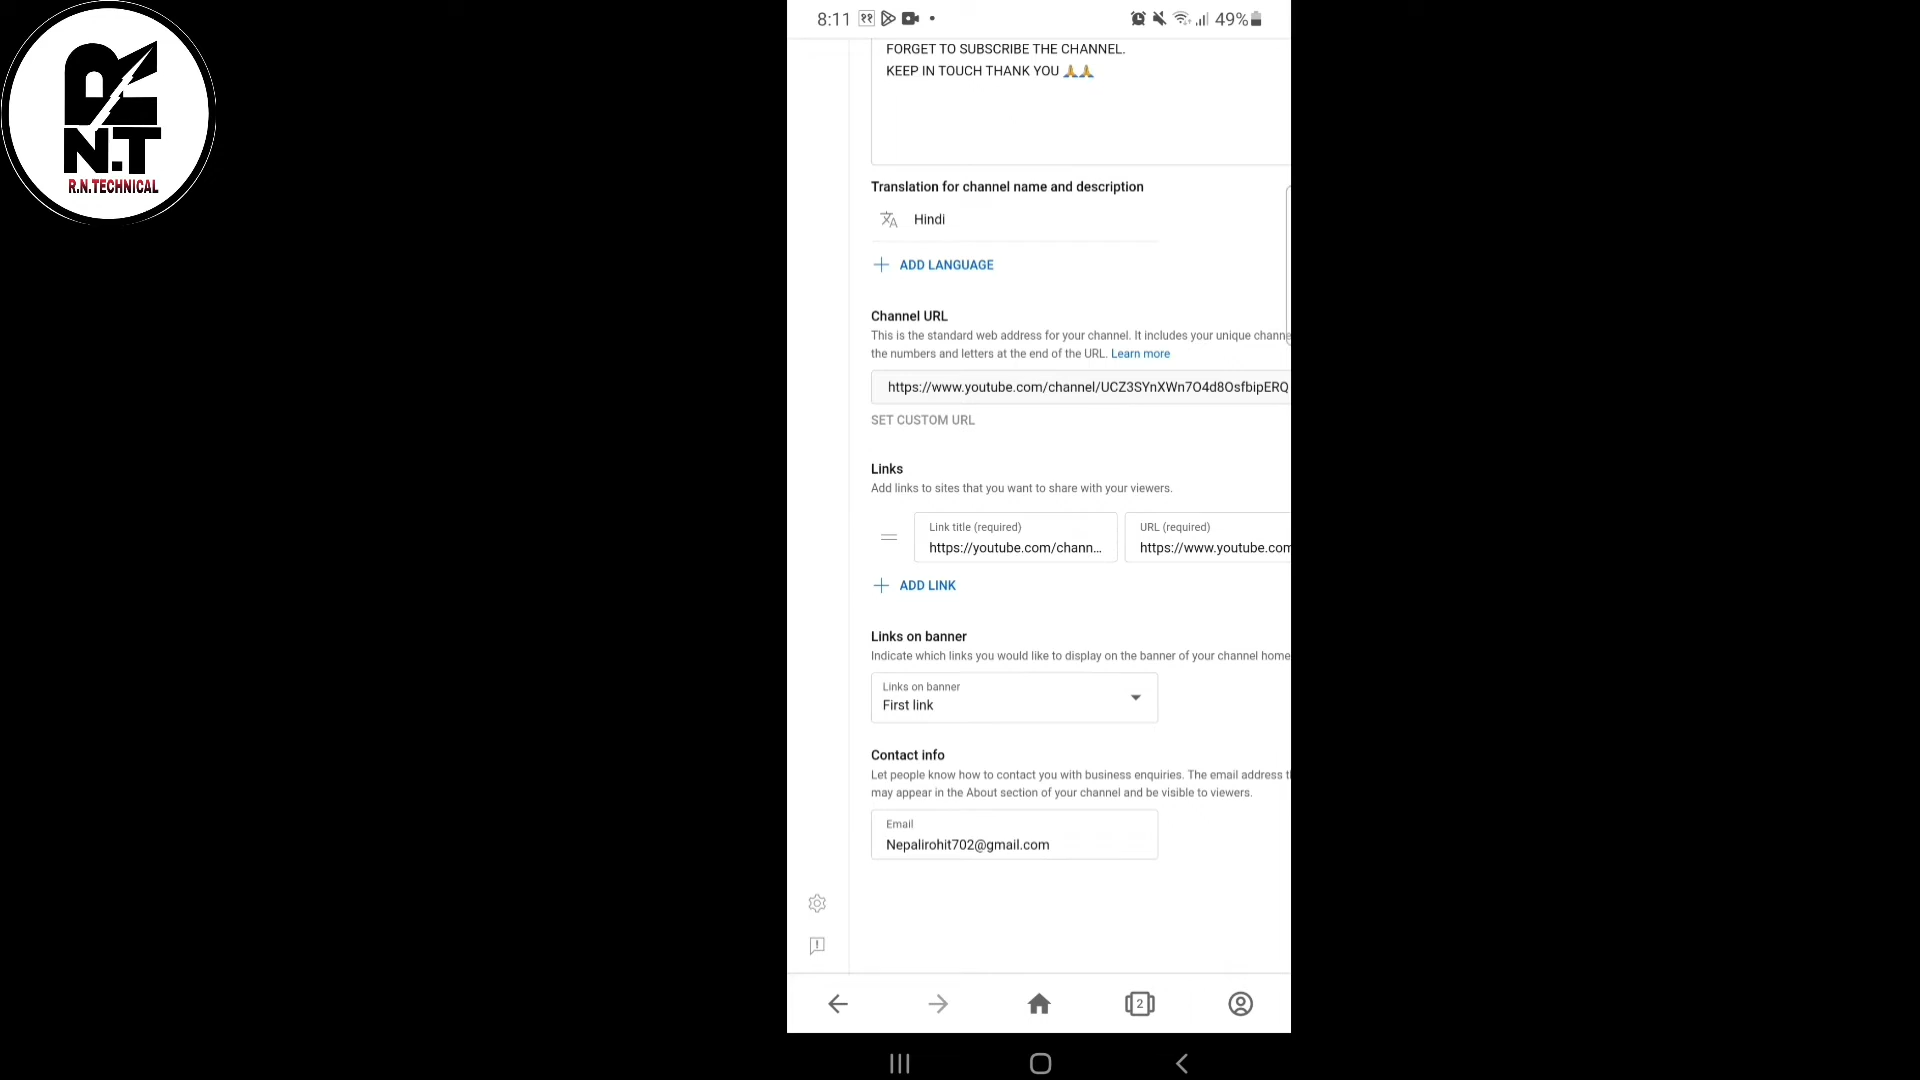 N.T
R.N.TECHNICAL
8:11
११
49%
FORGET TO SUBSCRIBE THE CHANNEL.
KEEP IN TOUCH THANK YOU 🙏🙏
Translation for channel name and description
Hindi
ADD LANGUAGE
Channel URL
This is the standard web address for your channel. It includes your unique channe
the numbers and letters at the end of the URL. Learn more
https://www.youtube.com/channel/UCZ3SYnXWn7O4d8OsfbipERQ
SET CUSTOM URL
Links
Add links to sites that you want to share with your viewers.
Link title (required)
URL (required)
https://youtube.com/chann...
https://www.youtube.com
ADD LINK
Links on banner
Indicate which links you would like to display on the banner of your channel home
Links on banner
First link
Contact info
Let people know how to contact you with business enquiries. The email address t
may appear in the About section of your channel and be visible to viewers.
Email
Nepalirohit702@gmail.com
2